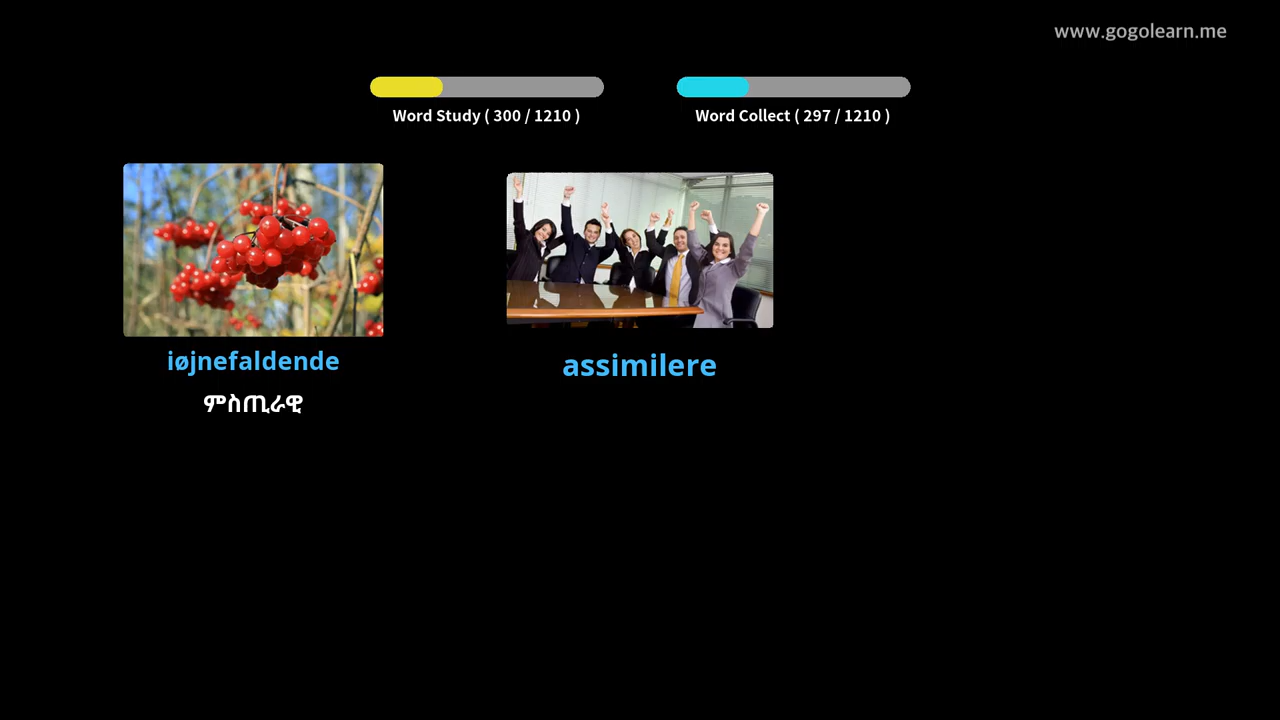 www.gogolearn.me
Word Study ( 300 / 1210 )
Word Collect ( 297 / 1210 )
iøjnefaldende
ምስጢራዊ
assimilere